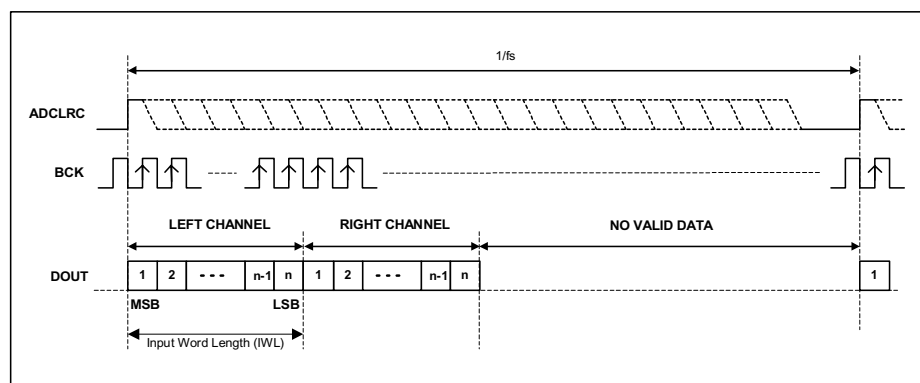 1/fs
ADCLRC
BCK
LEFT CHANNEL RIGHT CHANNEL NO VALID DATA
DOUT 1 2 - - - n-1 n 1 2 - - - n-1 n 1
MSB LSB
Input Word Length (IWL)